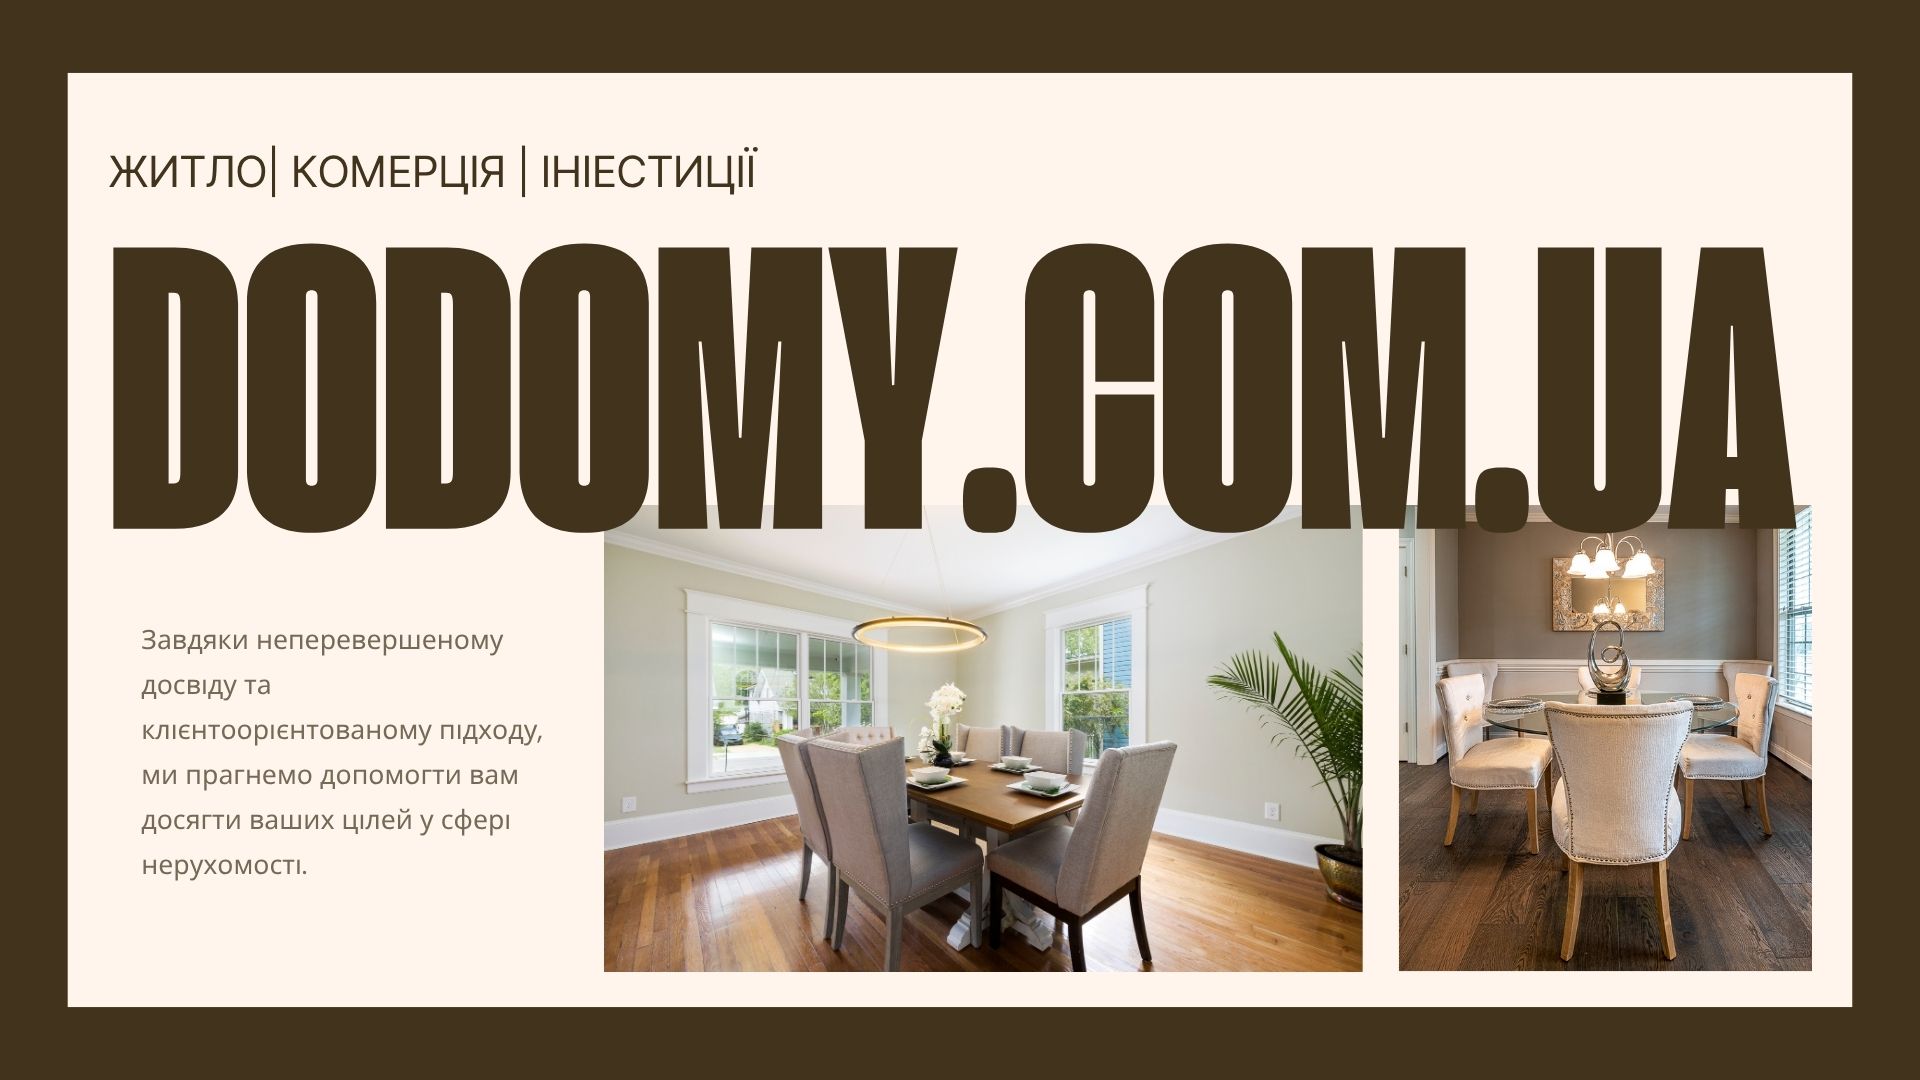 ЖИТЛО| КОМЕРЦІЯ | ІНІЕСТИЦІЇ
DODOMY.COM.UA
Завдяки неперевершеному
досвіду та
клієнтоорієнтованому підходу,
ми прагнемо допомогти вам
досягти ваших цілей у сфері
нерухомості.